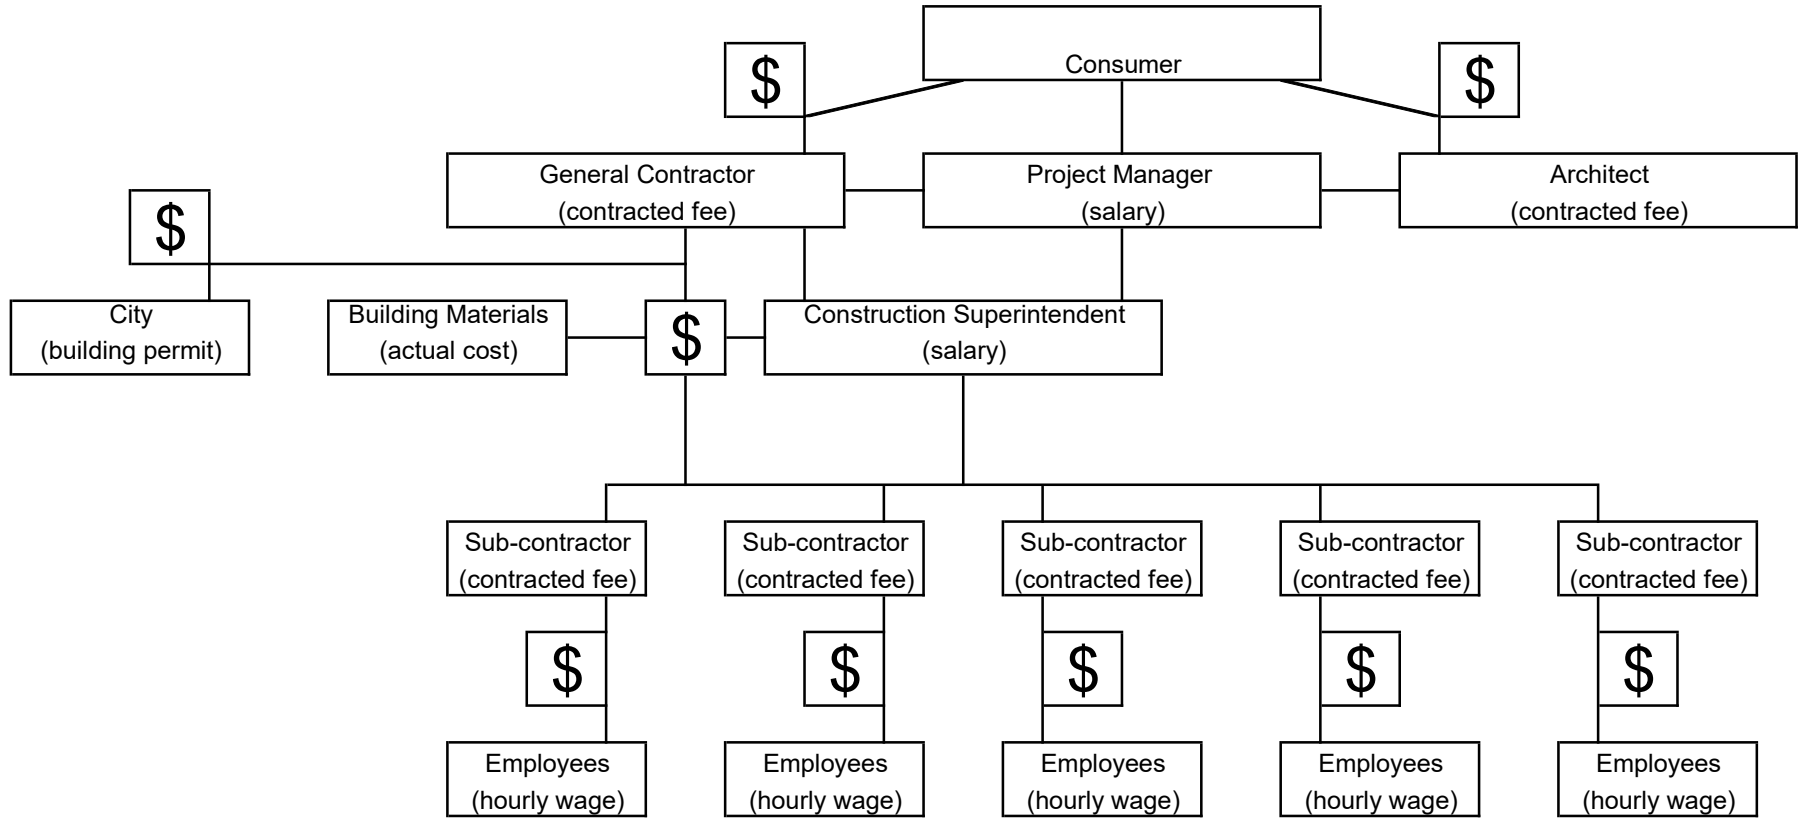 Consumer
$
$
General Contractor
(contracted fee)
Project Manager
(salary)
Architect
(contracted fee)
$
City
(building permit)
Building Materials
(actual cost)
$
Construction Superintendent
(salary)
Sub-contractor
(contracted fee)
Sub-contractor
(contracted fee)
Sub-contractor
(contracted fee)
Sub-contractor
(contracted fee)
Sub-contractor
(contracted fee)
$
$
$
$
$
Employees
(hourly wage)
Employees
(hourly wage)
Employees
(hourly wage)
Employees
(hourly wage)
Employees
(hourly wage)